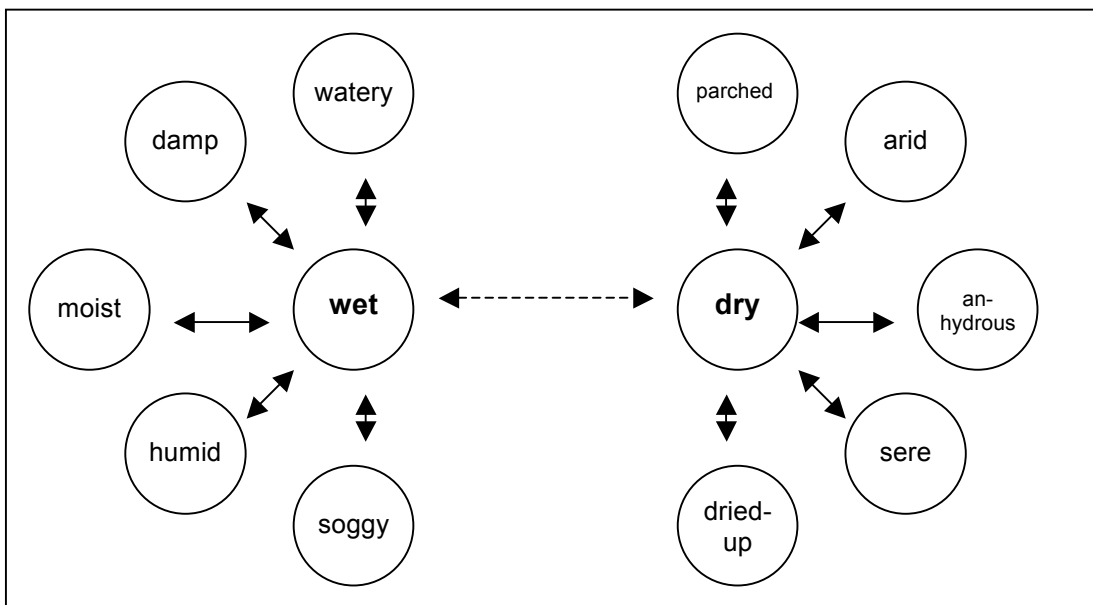 watery
parched
damp
arid
moist
wet
dry
an-
hydrous
humid
sere
soggy
dried-
up